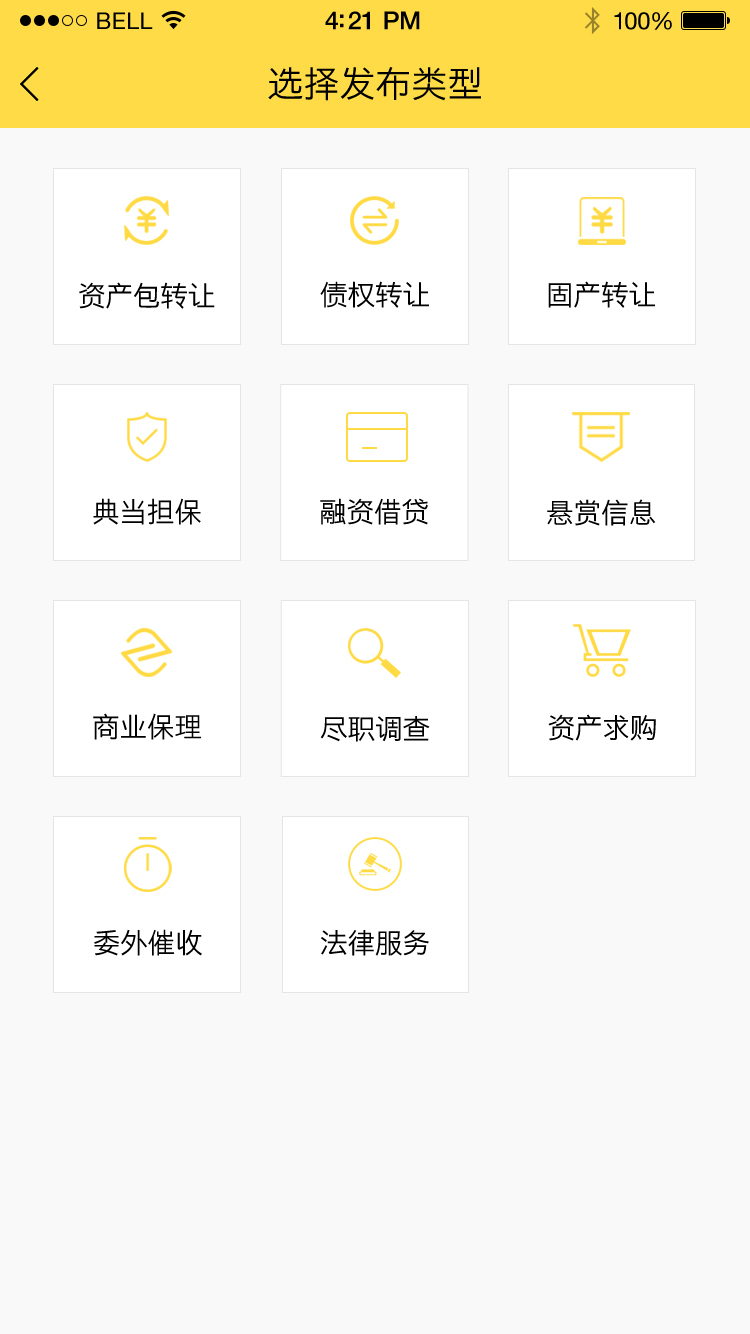 BELL 4:21 PM 100%
选择发布类型
资产包转让 债权转让 固产转让
典当担保 融资借贷 悬赏信息
商业保理 尽职调查 资产求购
委外催收 法律服务